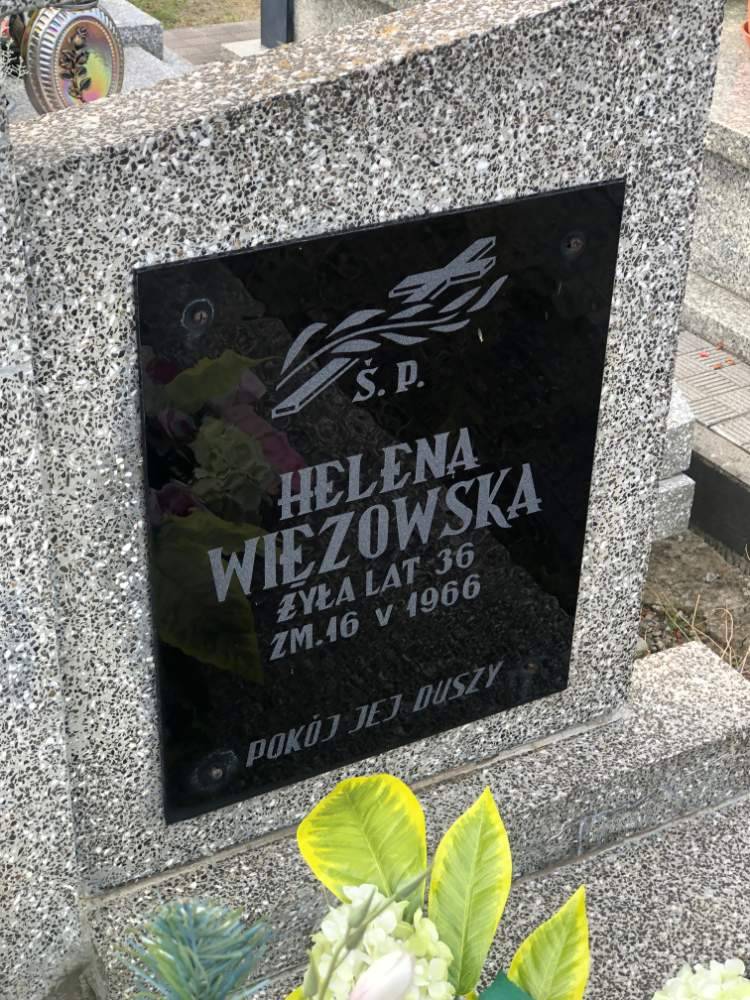 Ś. P.
HELENA
WIĘZOWSKA
ŻYŁA LAT 36
ZM. 16 V 1966
POKÓJ JEJ DUSZY